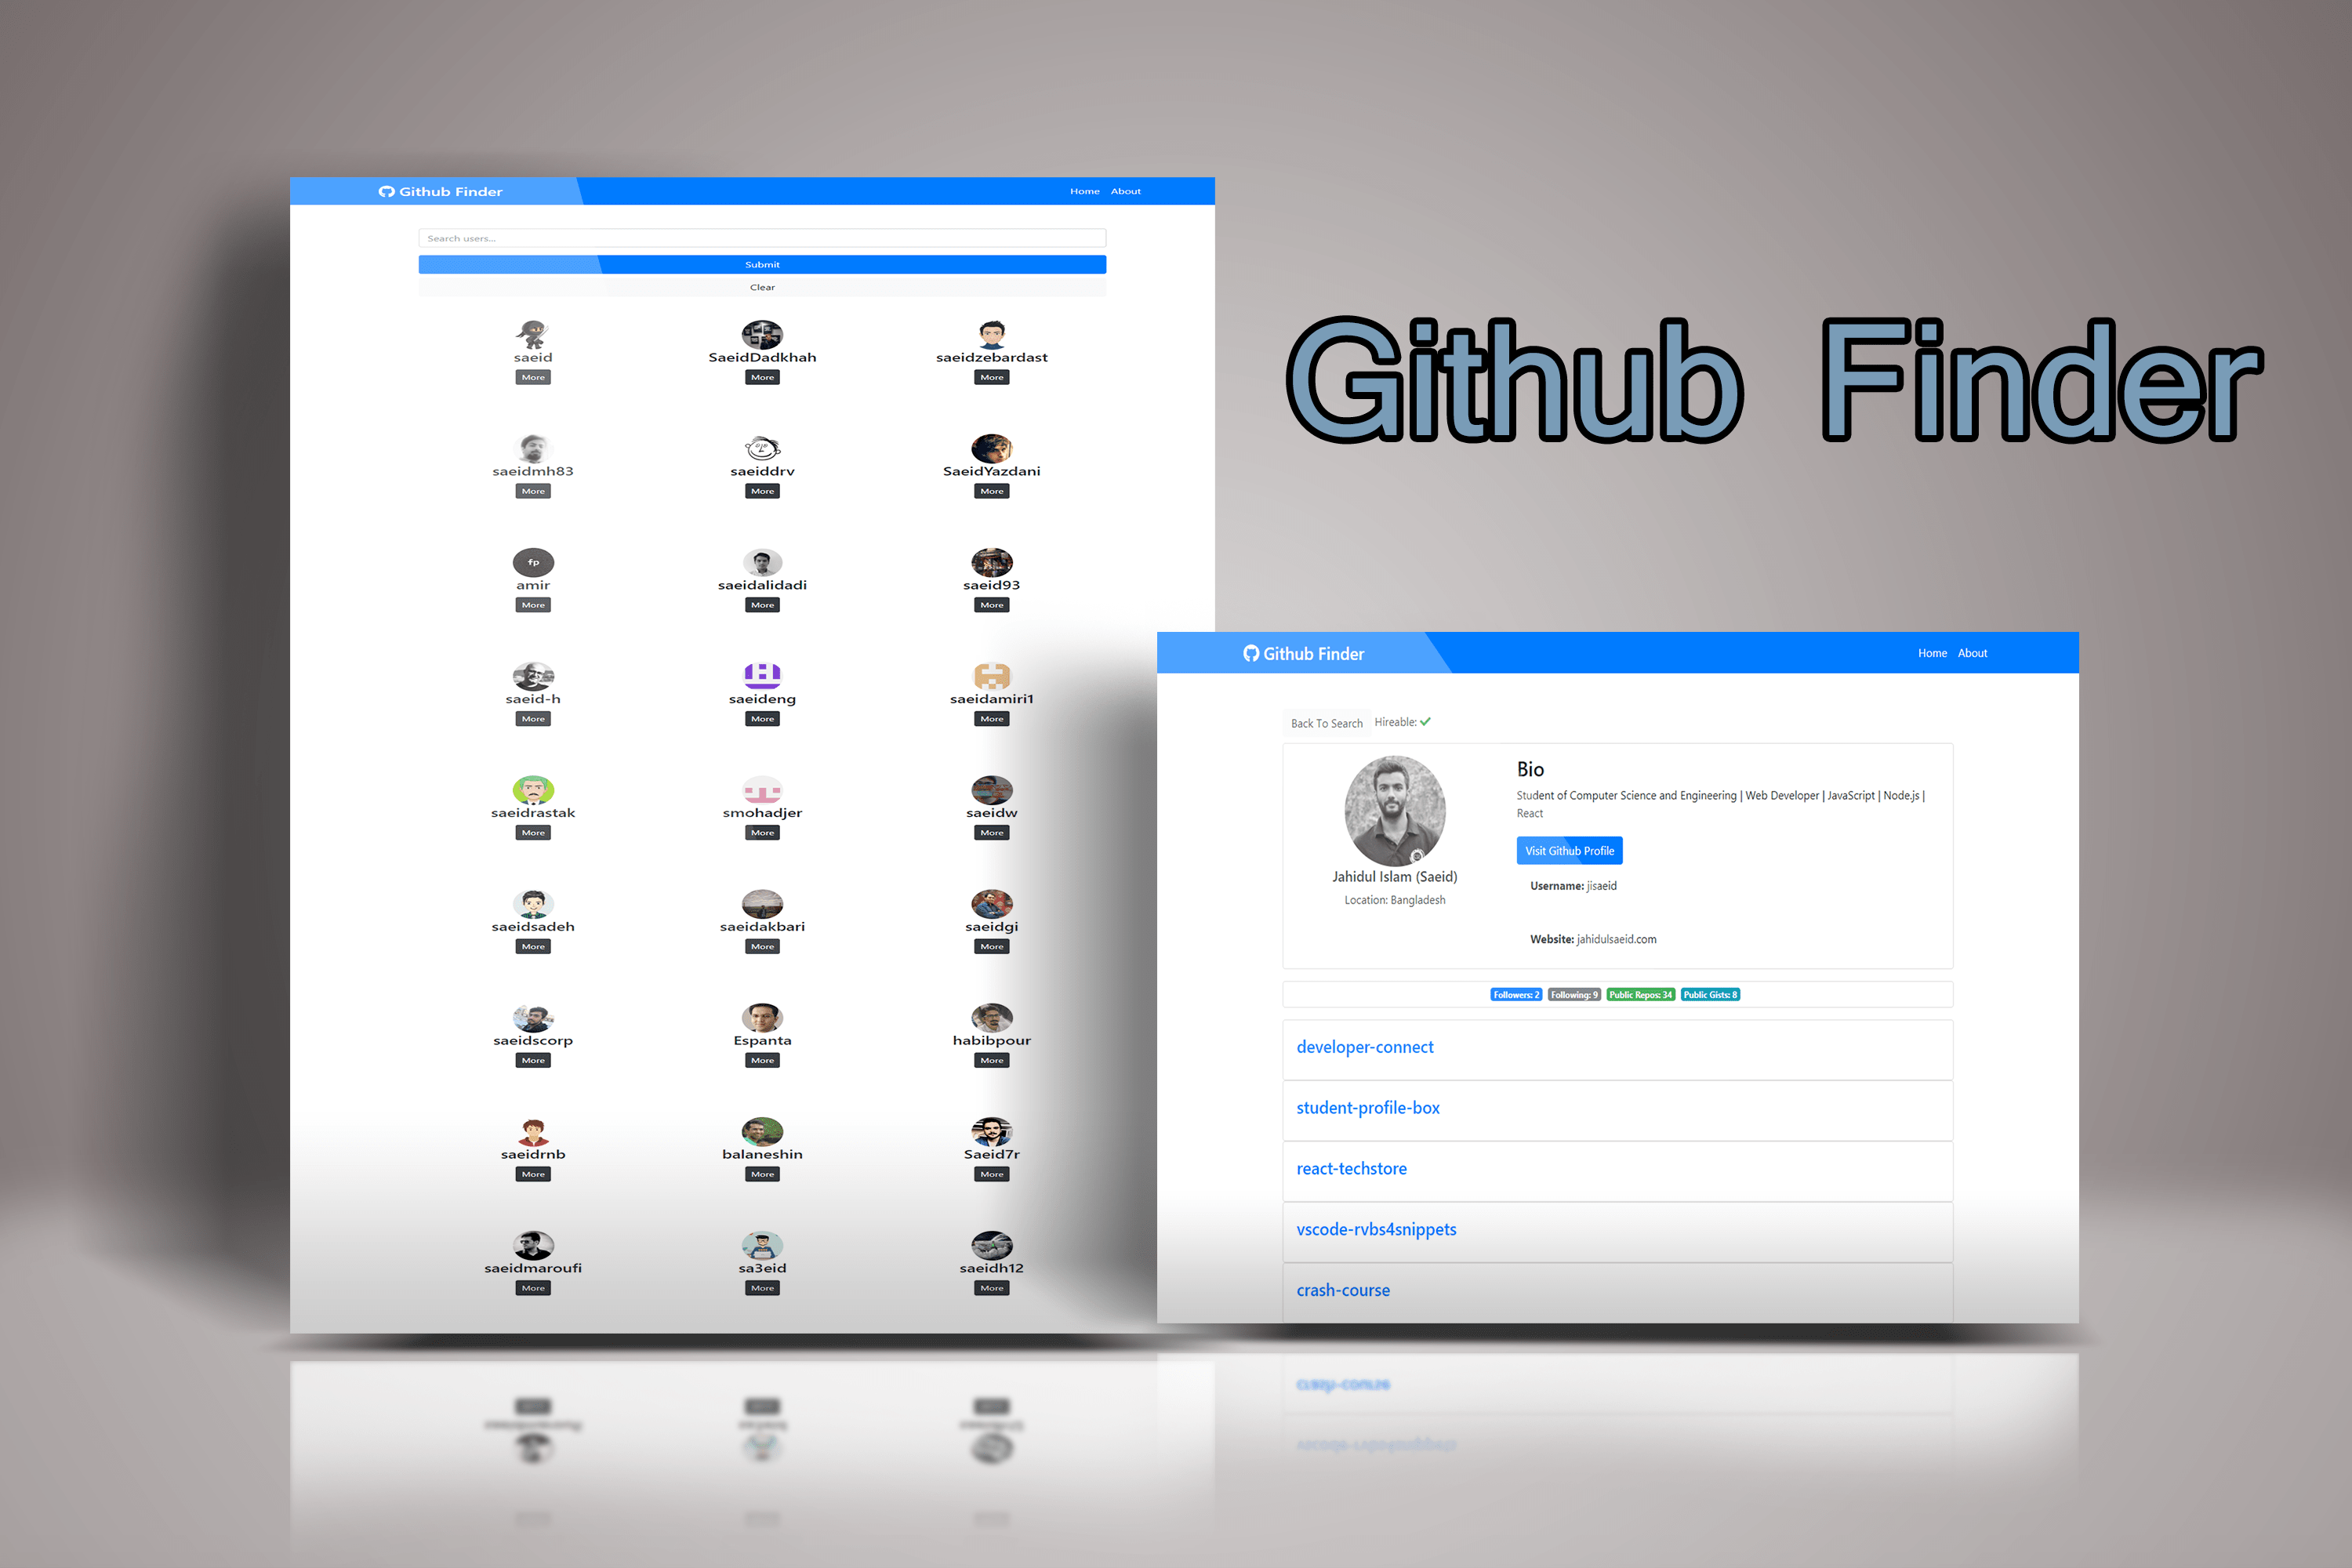 Github Finder
Home About
Search users...
Submit
Clear
saeid SaeidDadkhah saeidzebardast
More More More
saeidmh83 saeiddrv SaeidYazdani
More More More
fp
amir saeidalidadi saeid93
More More More
saeid-h saeideng saeidamiri1
More More More
saeidrastak smohadjer saeidw
More More More
saeidsadeh saeidakbari saeidgi
More More More
saeidscorp Espanta habibpour
More More More
saeidrnb balaneshin Saeid7r
More More More
saeidmaroufi sa3eid saeidh12
More More More
Github Finder
Github Finder
Home About
Back To Search Hireable:
Jahidul Islam (Saeid)
Location: Bangladesh
Bio
Student of Computer Science and Engineering | Web Developer | JavaScript | Node.js |
React
Visit Github Profile
Username: jisaeid
Website: jahidulsaeid.com
Followers: 2 Following: 9 Public Repos: 34 Public Gists: 8
developer-connect
student-profile-box
react-techstore
vscode-rvbs4snippets
crash-course